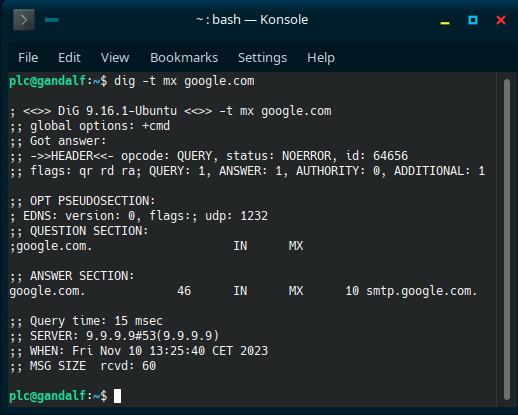 ~ : bash — Konsole
File Edit View Bookmarks Settings Help
plc@gandalf:~$ dig -t mx google.com

; <<>> DiG 9.16.1-Ubuntu <<>> -t mx google.com
;; global options: +cmd
;; Got answer:
;; ->>HEADER<<- opcode: QUERY, status: NOERROR, id: 64656
;; flags: qr rd ra; QUERY: 1, ANSWER: 1, AUTHORITY: 0, ADDITIONAL: 1

;; OPT PSEUDOSECTION:
; EDNS: version: 0, flags:; udp: 1232
;; QUESTION SECTION:
;google.com. IN MX

;; ANSWER SECTION:
google.com. 46 IN MX 10 smtp.google.com.

;; Query time: 15 msec
;; SERVER: 9.9.9.9#53(9.9.9.9)
;; WHEN: Fri Nov 10 13:25:40 CET 2023
;; MSG SIZE rcvd: 60

plc@gandalf:~$